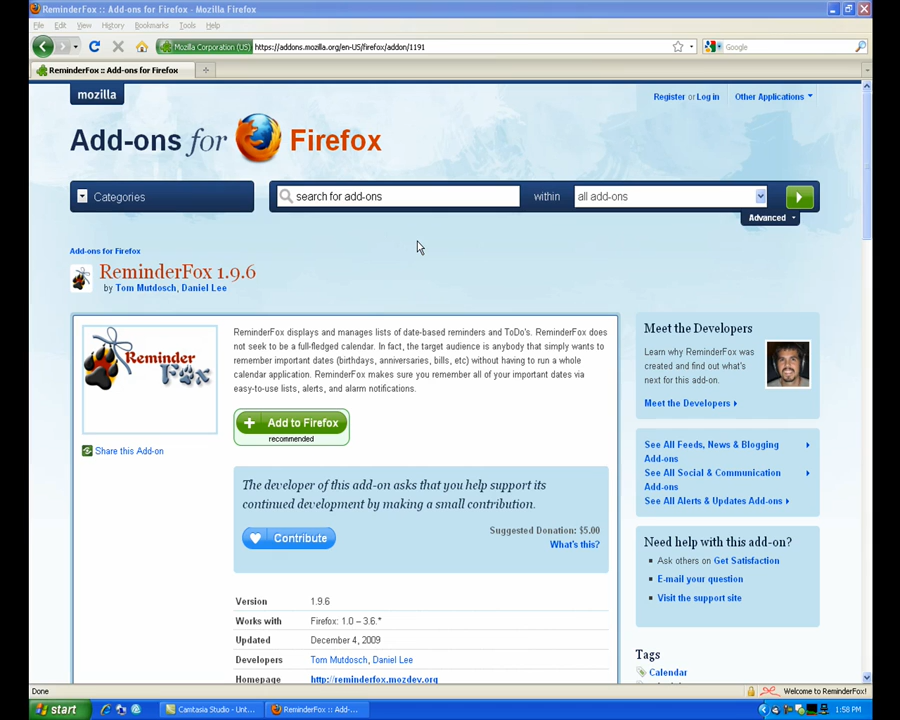 ReminderFox :: Add-ons for Firefox - Mozilla Firefox
File Edit View History Bookmarks Tools Help
Mozilla Corporation (US) https://addons.mozilla.org/en-US/firefox/addon/1191 Google
ReminderFox :: Add-ons for Firefox
mozilla
Register or Log in Other Applications
Add-ons for Firefox
Categories search for add-ons within all add-ons
Advanced
Add-ons for Firefox
ReminderFox 1.9.6
by Tom Mutdosch, Daniel Lee
Reminder
Fox
Share this Add-on
ReminderFox displays and manages lists of date-based reminders and ToDo's. ReminderFox does
not seek to be a full-fledged calendar. In fact, the target audience is anybody that simply wants to
remember important dates (birthdays, anniversaries, bills, etc) without having to run a whole
calendar application. ReminderFox makes sure you remember all of your important dates via
easy-to-use lists, alerts, and alarm notifications.
Add to Firefox
recommended
The developer of this add-on asks that you help support its
continued development by making a small contribution.
Contribute
Suggested Donation: $5.00
What's this?
Version 1.9.6
Works with Firefox: 1.0 – 3.6.*
Updated December 4, 2009
Developers Tom Mutdosch, Daniel Lee
Homepage http://reminderfox.mozdev.org
Meet the Developers
Learn why ReminderFox was
created and find out what's
next for this add-on.
Meet the Developers
See All Feeds, News & Blogging
Add-ons
See All Social & Communication
Add-ons
See All Alerts & Updates Add-ons
Need help with this add-on?
Ask others on Get Satisfaction
E-mail your question
Visit the support site
Tags
Calendar
Done Welcome to ReminderFox!
start Camtasia Studio - Unt... ReminderFox :: Add-... 1:58 PM